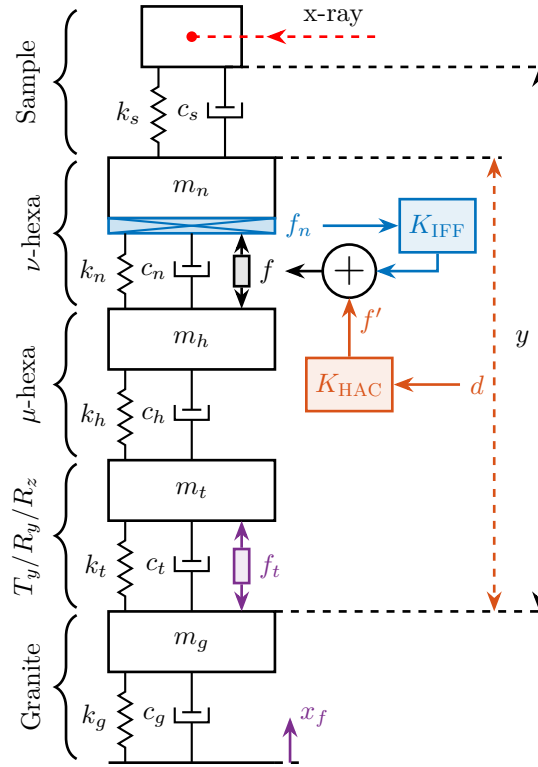 x-ray
Sample
k_s
c_s
m_n
ν-hexa
f_n
K_IFF
k_n
c_n
f
+
f'
y
m_h
μ-hexa
K_HAC
d
k_h
c_h
m_t
T_y/R_y/R_z
k_t
c_t
f_t
m_g
Granite
k_g
c_g
x_f